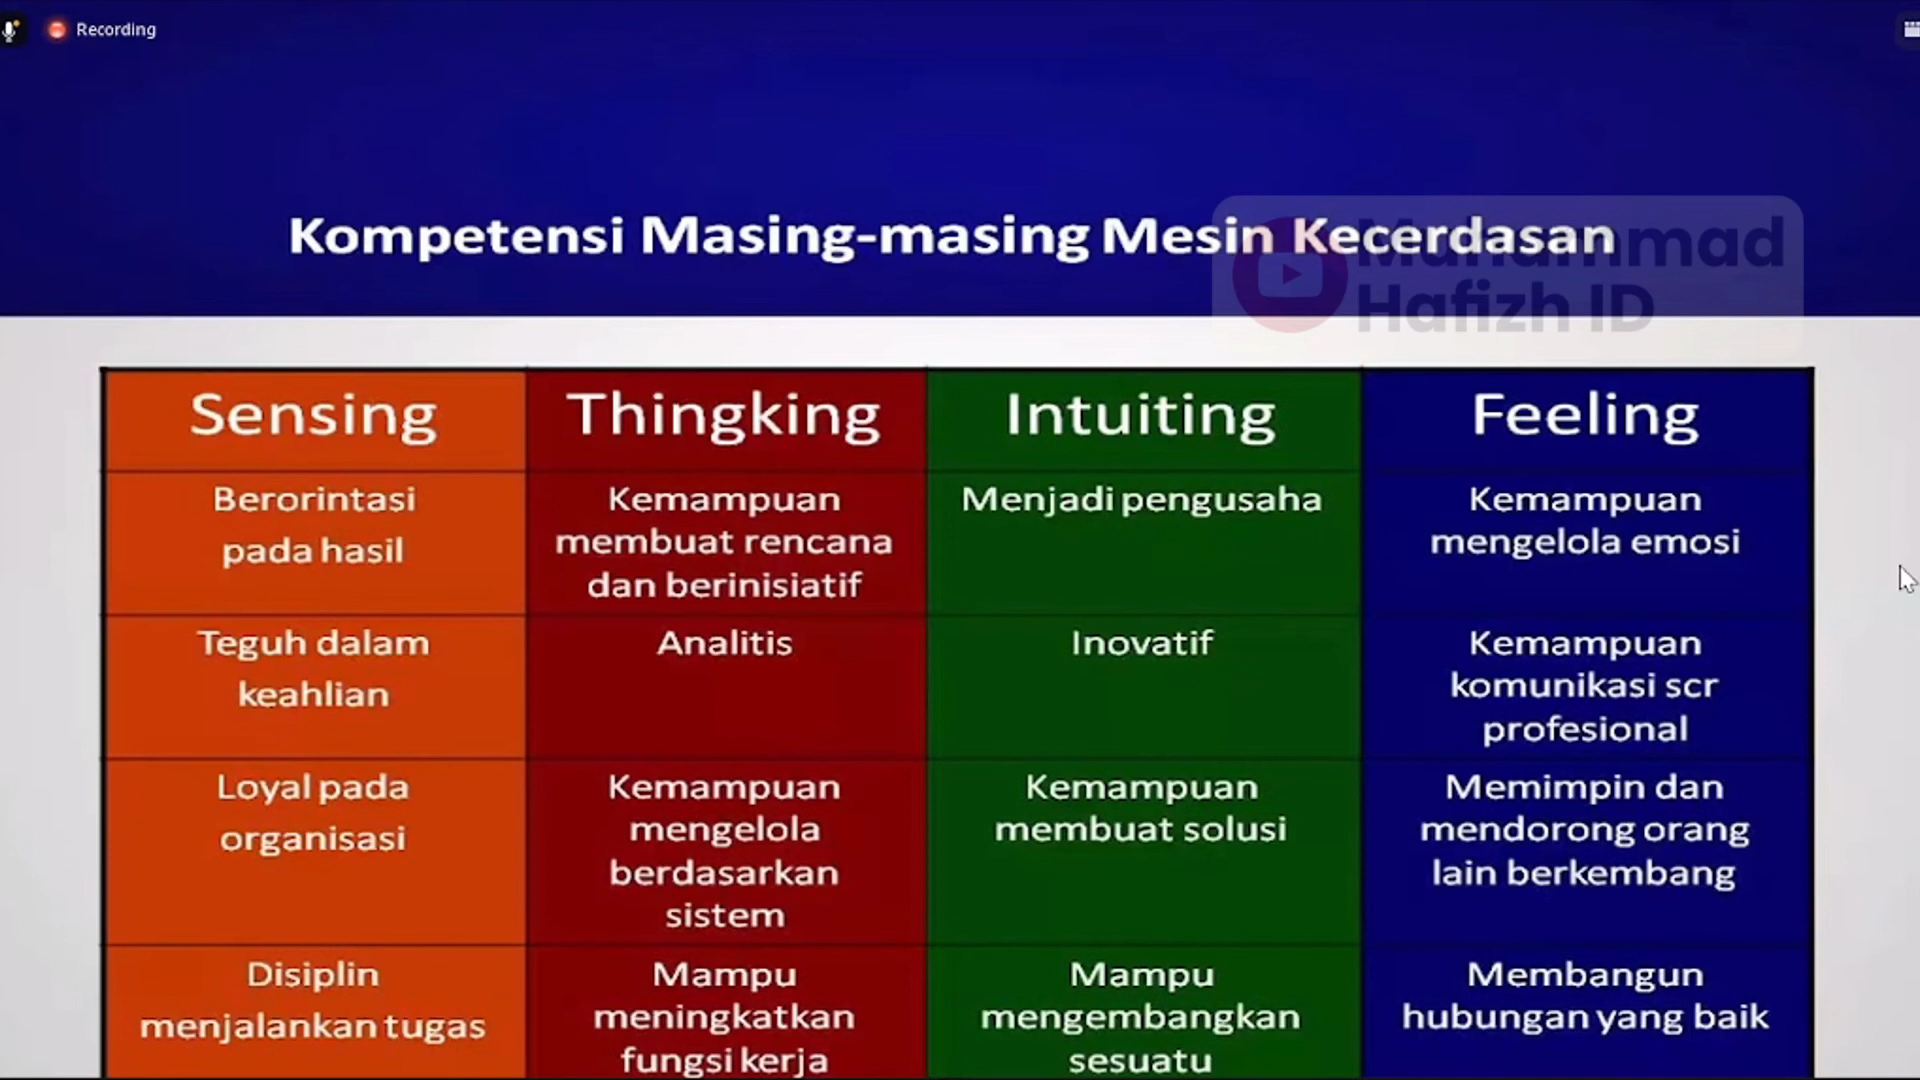 Recording
Kompetensi Masing-masing Mesin Kecerdasan
Muhammad
Hafizh ID
Sensing
Thingking
Intuiting
Feeling
Berorintasi
pada hasil
Kemampuan
membuat rencana
dan berinisiatif
Menjadi pengusaha
Kemampuan
mengelola emosi
Teguh dalam
keahlian
Analitis
Inovatif
Kemampuan
komunikasi scr
profesional
Loyal pada
organisasi
Kemampuan
mengelola
berdasarkan
sistem
Kemampuan
membuat solusi
Memimpin dan
mendorong orang
lain berkembang
Disiplin
menjalankan tugas
Mampu
meningkatkan
fungsi kerja
Mampu
mengembangkan
sesuatu
Membangun
hubungan yang baik